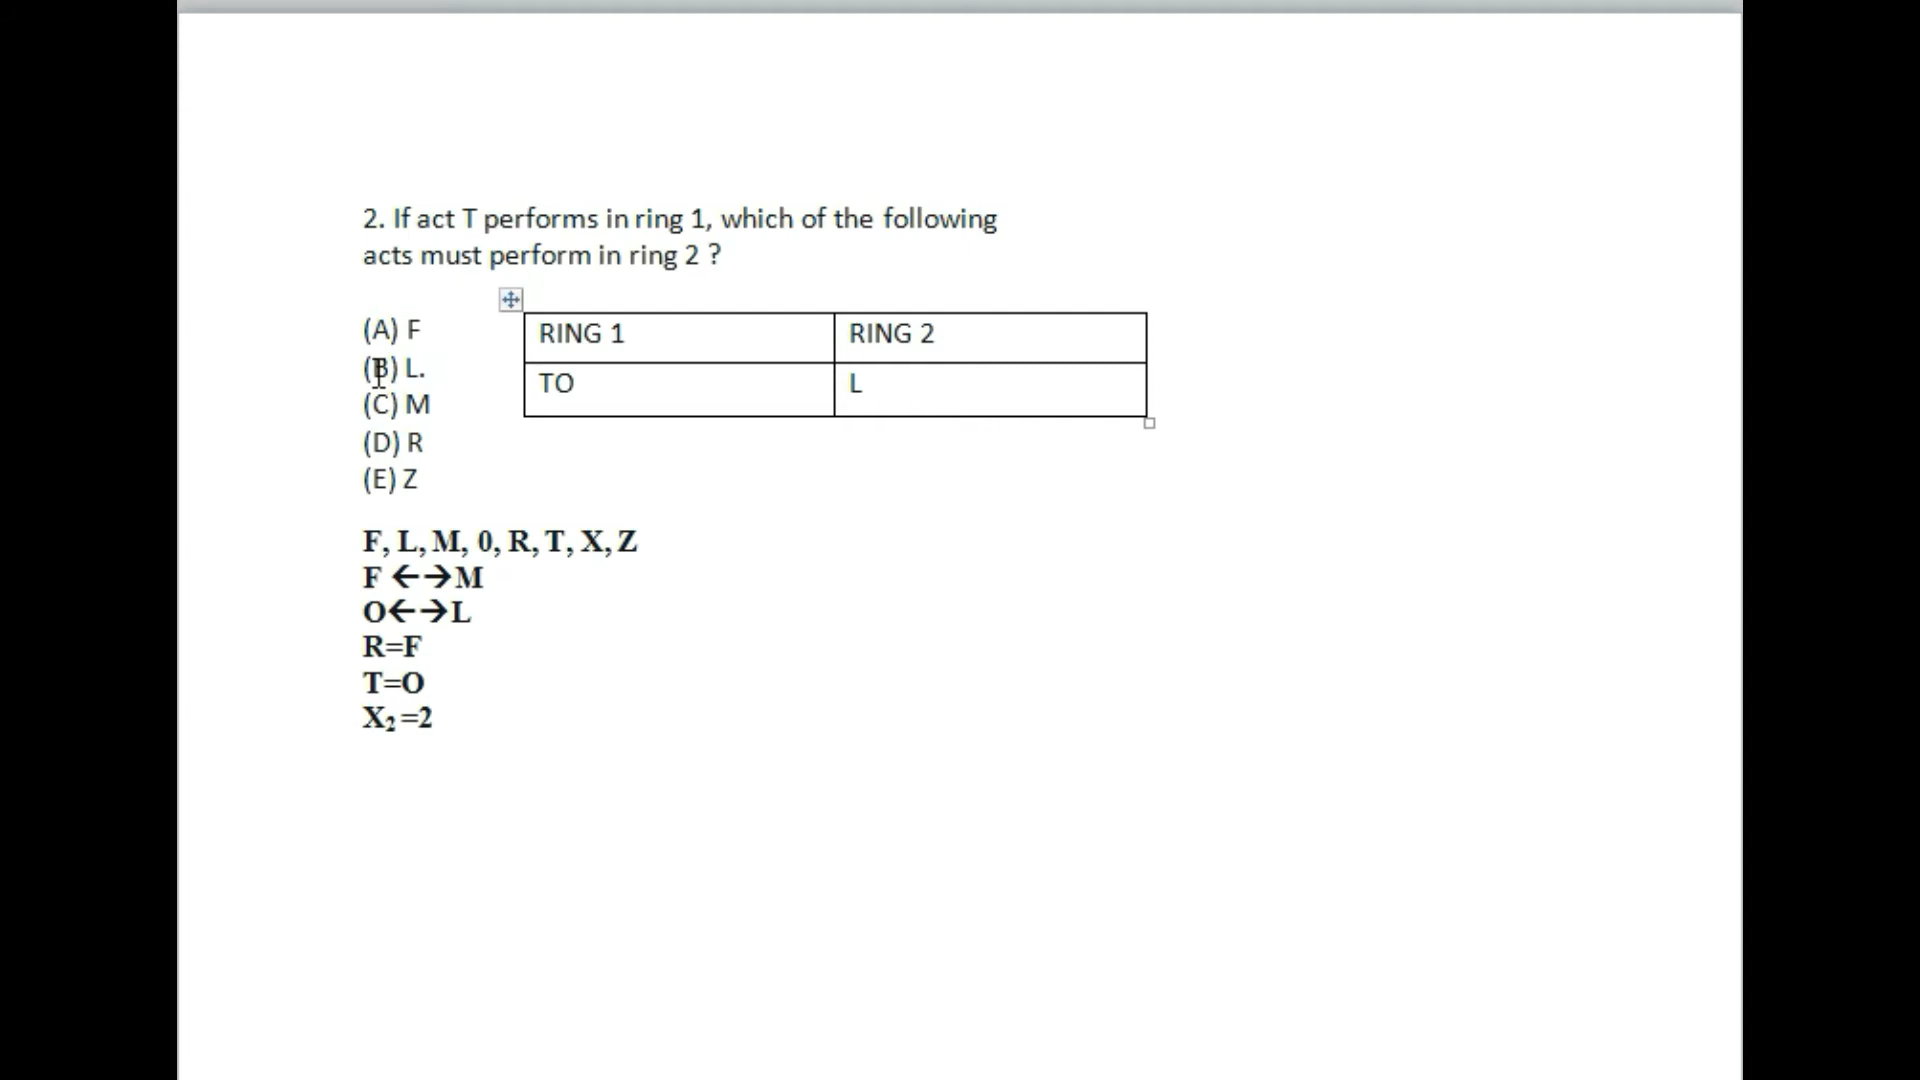 2. If act T performs in ring 1, which of the following
acts must perform in ring 2 ?
(A) F
(B) L.
(C) M
(D) R
(E) Z
RING 1 RING 2
TO L
F, L, M, 0, R, T, X, Z
F ←→M
O←→L
R=F
T=O
X₂ =2